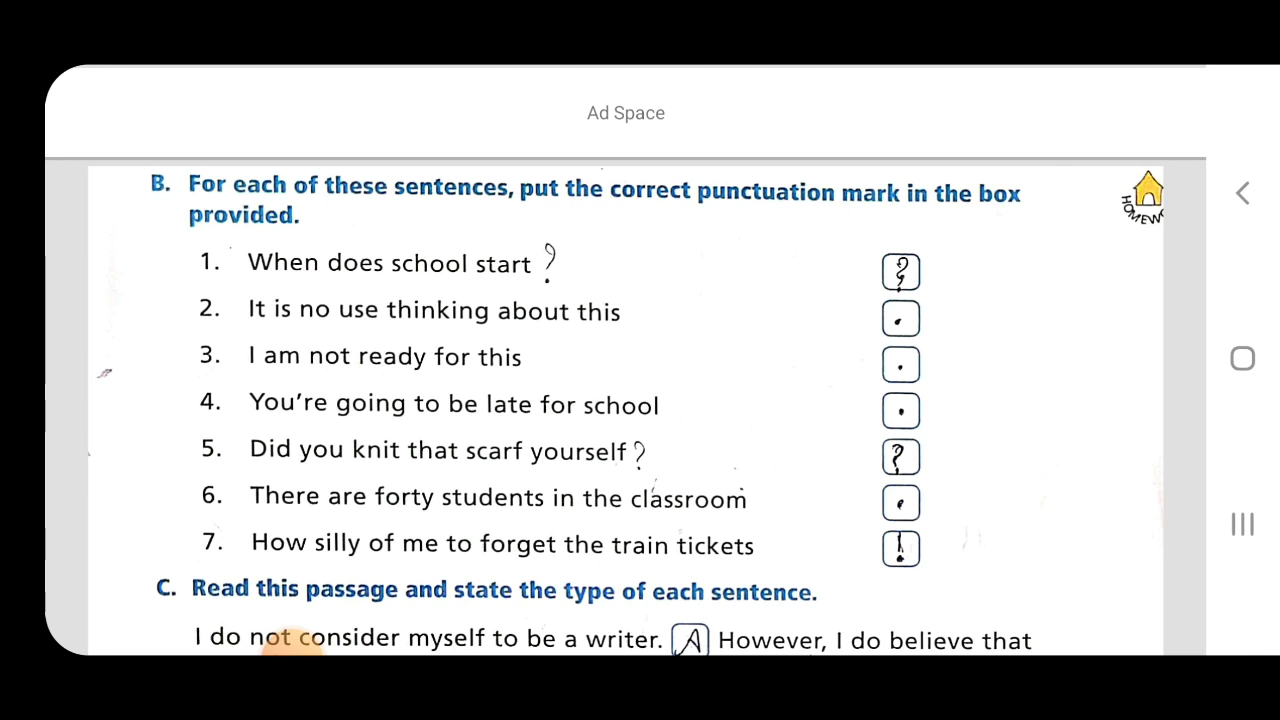 Ad Space
B. For each of these sentences, put the correct punctuation mark in the box
provided.
HOMEW
1. When does school start ? ?
2. It is no use thinking about this .
3. I am not ready for this .
4. You're going to be late for school .
5. Did you knit that scarf yourself ? ?
6. There are forty students in the classroom .
7. How silly of me to forget the train tickets !
C. Read this passage and state the type of each sentence.
I do not consider myself to be a writer. A However, I do believe that